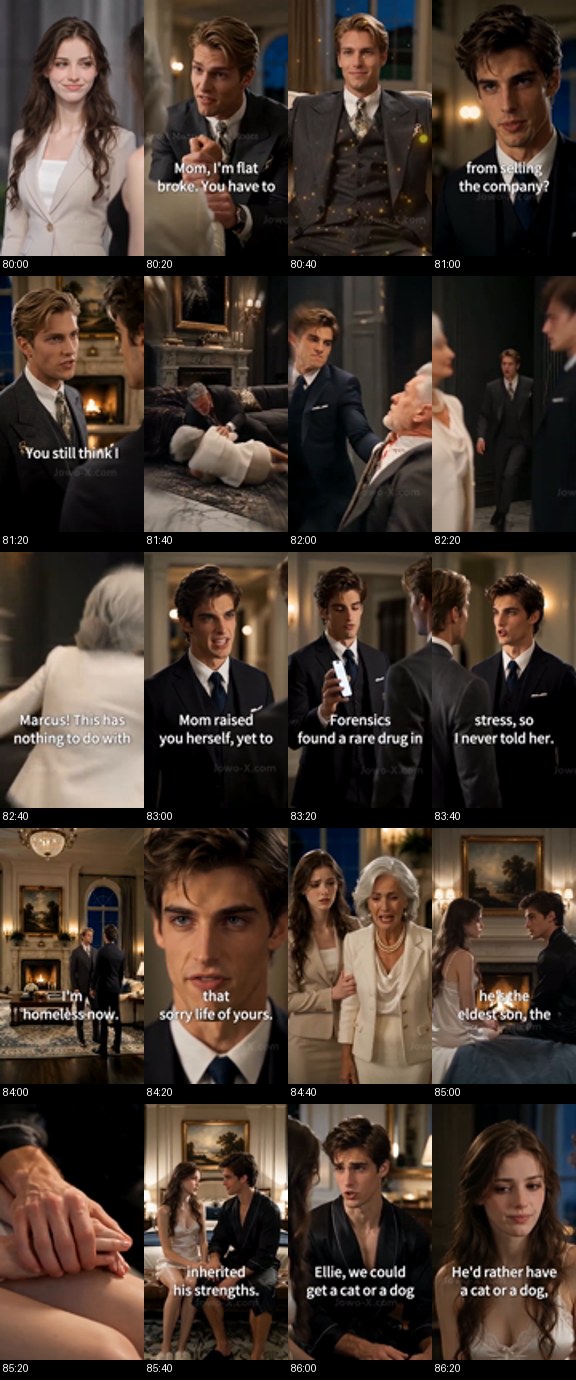 80:00
80:20
80:40
81:00
Mom, I'm flat
broke. You have to
from selling
the company?
81:20
81:40
82:00
82:20
You still think I
82:40
83:00
83:20
83:40
Marcus! This has
nothing to do with
Mom raised
you herself, yet to
Forensics
found a rare drug in
stress, so
I never told her.
Jowo-X.com
84:00
84:20
84:40
85:00
I'm
homeless now.
that
sorry life of yours.
he's the
eldest son, the
85:20
85:40
86:00
86:20
inherited
his strengths.
Ellie, we could
get a cat or a dog
Jowo-X.com
He'd rather have
a cat or a dog,